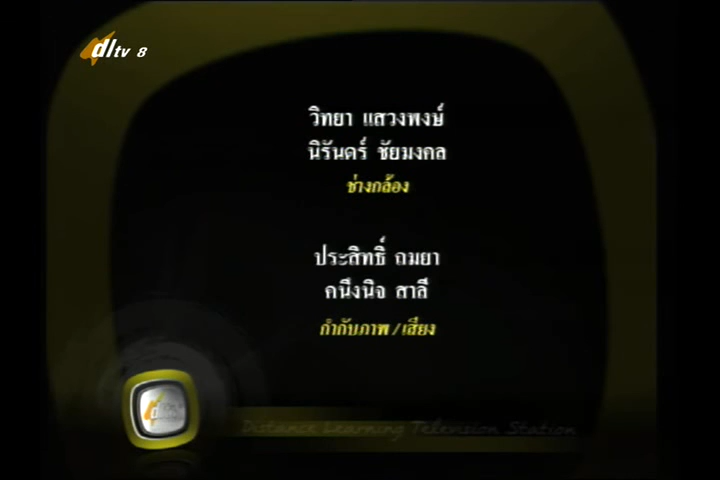 dltv 8
วิทยา แสวงพงษ์
นิรันดร์ ชัยมงคล
ช่างกล้อง
ประสิทธิ์ ถมยา
คนึงนิจ สาลี
กำกับภาพ/เสียง
Distance Learning Television Station